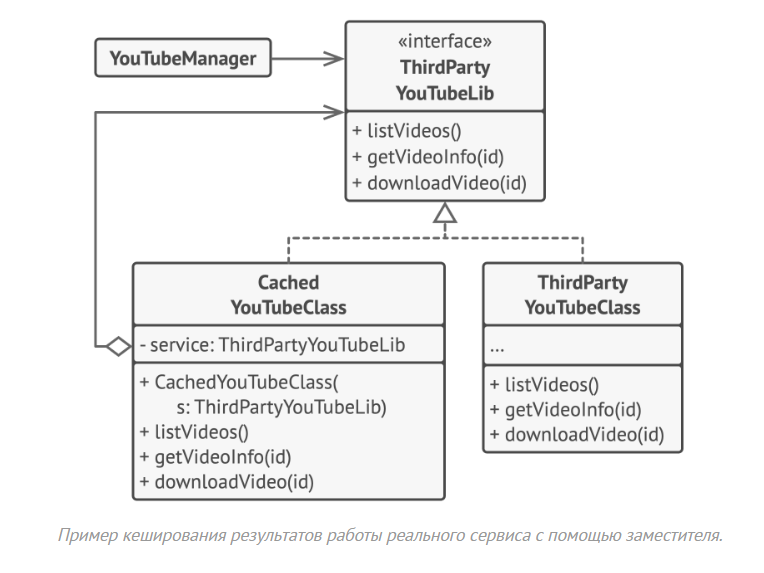 YouTubeManager
«interface»
ThirdParty
YouTubeLib
+ listVideos()
+ getVideoInfo(id)
+ downloadVideo(id)
Cached
YouTubeClass
- service: ThirdPartyYouTubeLib
+ CachedYouTubeClass(
s: ThirdPartyYouTubeLib)
+ listVideos()
+ getVideoInfo(id)
+ downloadVideo(id)
ThirdParty
YouTubeClass
...
+ listVideos()
+ getVideoInfo(id)
+ downloadVideo(id)
Пример кеширования результатов работы реального сервиса с помощью заместителя.